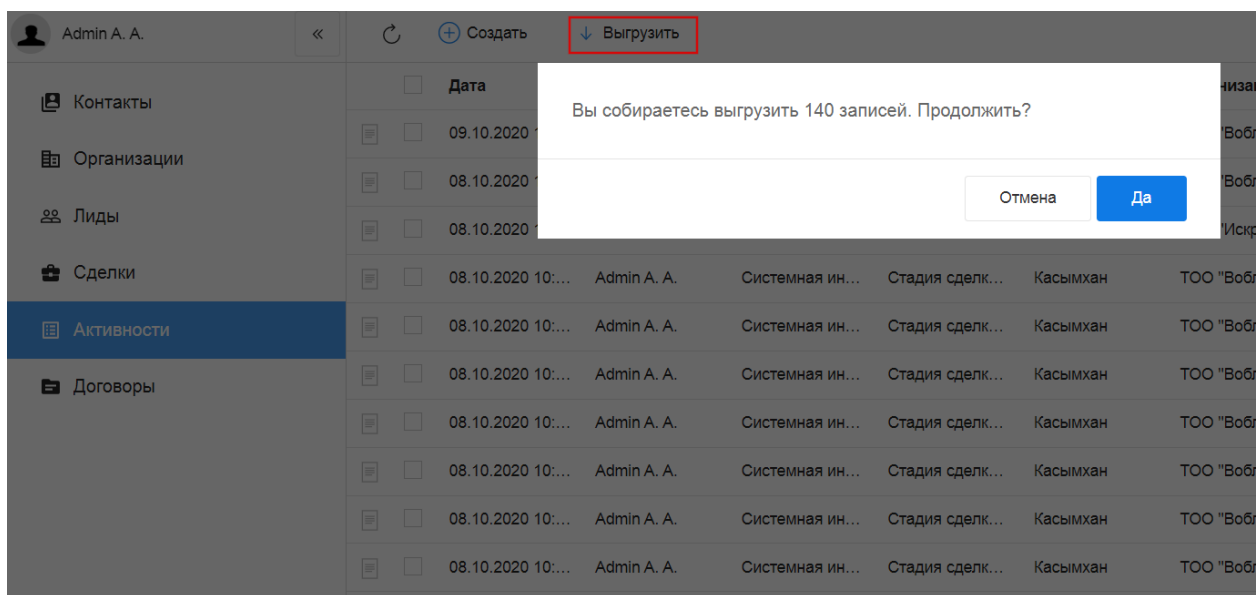 Admin A. A. «
Контакты
Организации
Лиды
Сделки
Активности
Договоры
Создать Выгрузить
Дата
Вы собираетесь выгрузить 140 записей. Продолжить?
Отмена Да
09.10.2020
08.10.2020
08.10.2020
08.10.2020 10:... Admin A. A. Системная ин... Стадия сделк... Касымхан ТОО "Вобл
08.10.2020 10:... Admin A. A. Системная ин... Стадия сделк... Касымхан ТОО "Вобл
08.10.2020 10:... Admin A. A. Системная ин... Стадия сделк... Касымхан ТОО "Вобл
08.10.2020 10:... Admin A. A. Системная ин... Стадия сделк... Касымхан ТОО "Вобл
08.10.2020 10:... Admin A. A. Системная ин... Стадия сделк... Касымхан ТОО "Вобл
08.10.2020 10:... Admin A. A. Системная ин... Стадия сделк... Касымхан ТОО "Вобл
08.10.2020 10:... Admin A. A. Системная ин... Стадия сделк... Касымхан ТОО "Вобл